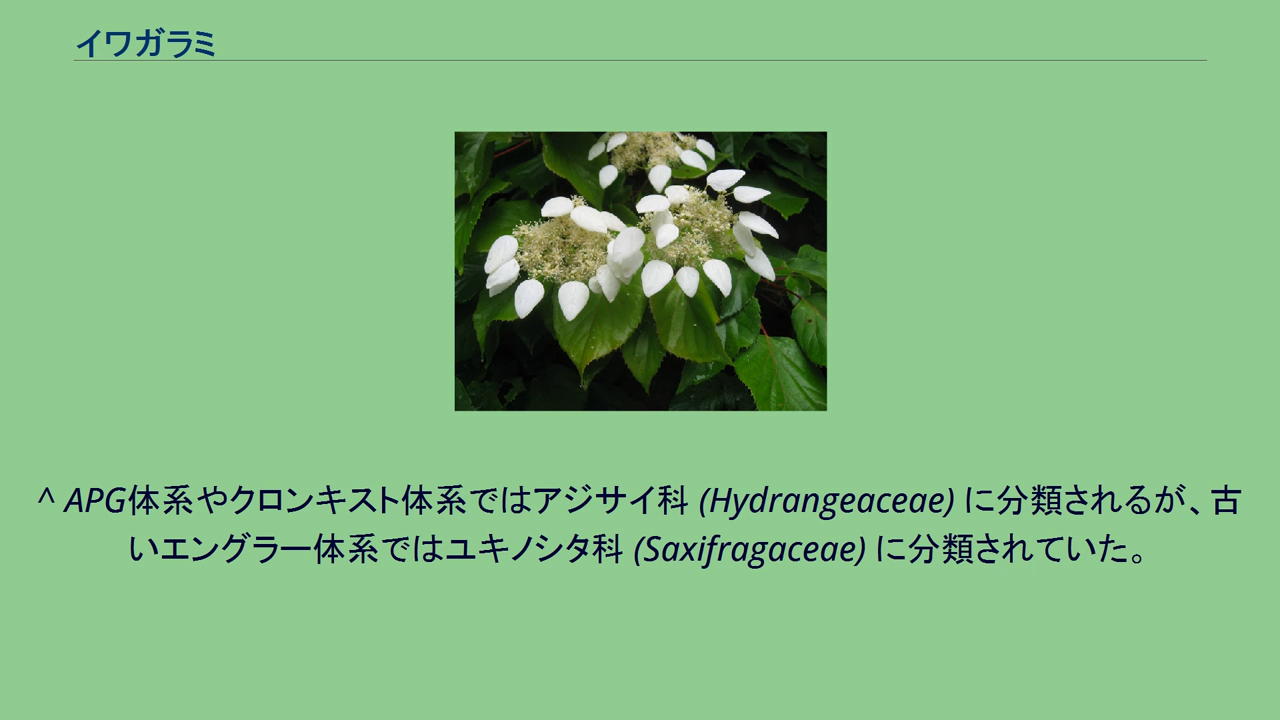 イワガラミ
^ APG体系やクロンキスト体系ではアジサイ科 (Hydrangeaceae) に分類されるが、古
いエングラー体系ではユキノシタ科 (Saxifragaceae) に分類されていた。